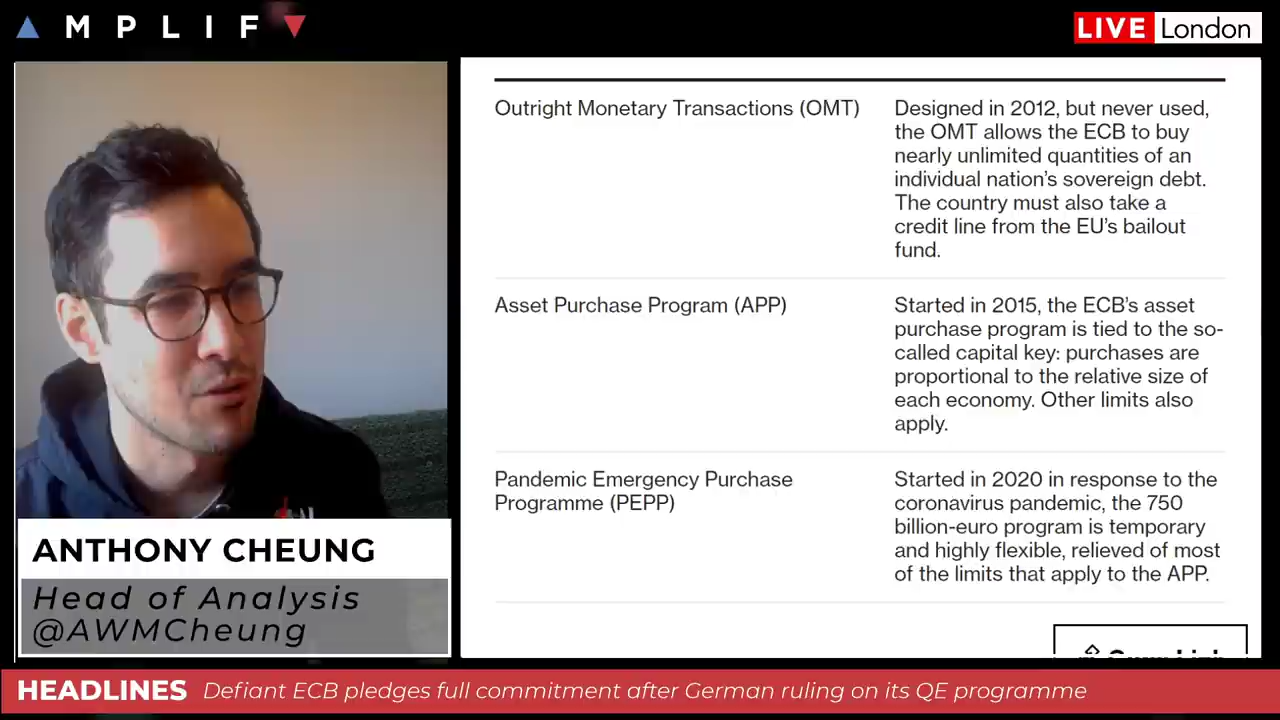 MPLIF
LIVE London
Outright Monetary Transactions (OMT)
Designed in 2012, but never used,
the OMT allows the ECB to buy
nearly unlimited quantities of an
individual nation's sovereign debt.
The country must also take a
credit line from the EU's bailout
fund.
Asset Purchase Program (APP)
Started in 2015, the ECB's asset
purchase program is tied to the so-
called capital key: purchases are
proportional to the relative size of
each economy. Other limits also
apply.
Pandemic Emergency Purchase
Programme (PEPP)
Started in 2020 in response to the
coronavirus pandemic, the 750
billion-euro program is temporary
and highly flexible, relieved of most
of the limits that apply to the APP.
ANTHONY CHEUNG
Head of Analysis
@AWMCheung
HEADLINES Defiant ECB pledges full commitment after German ruling on its QE programme